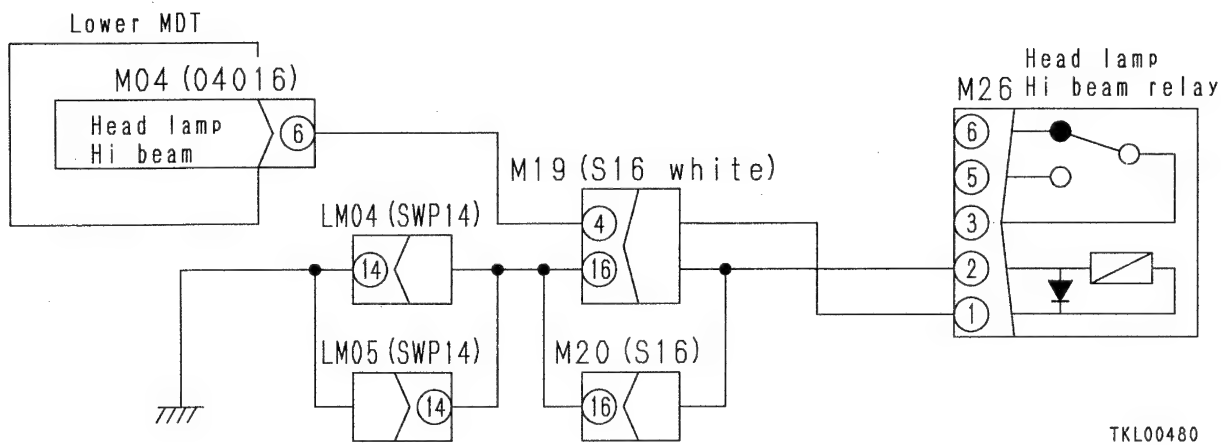 Lower MDT
M04 (04016)
Head lamp
Hi beam
6
Head lamp
Hi beam relay
M26
6
5
3
2
1
M19 (S16 white)
4
16
LM04 (SWP14)
14
LM05 (SWP14)
14
M20 (S16)
16
TKL00480